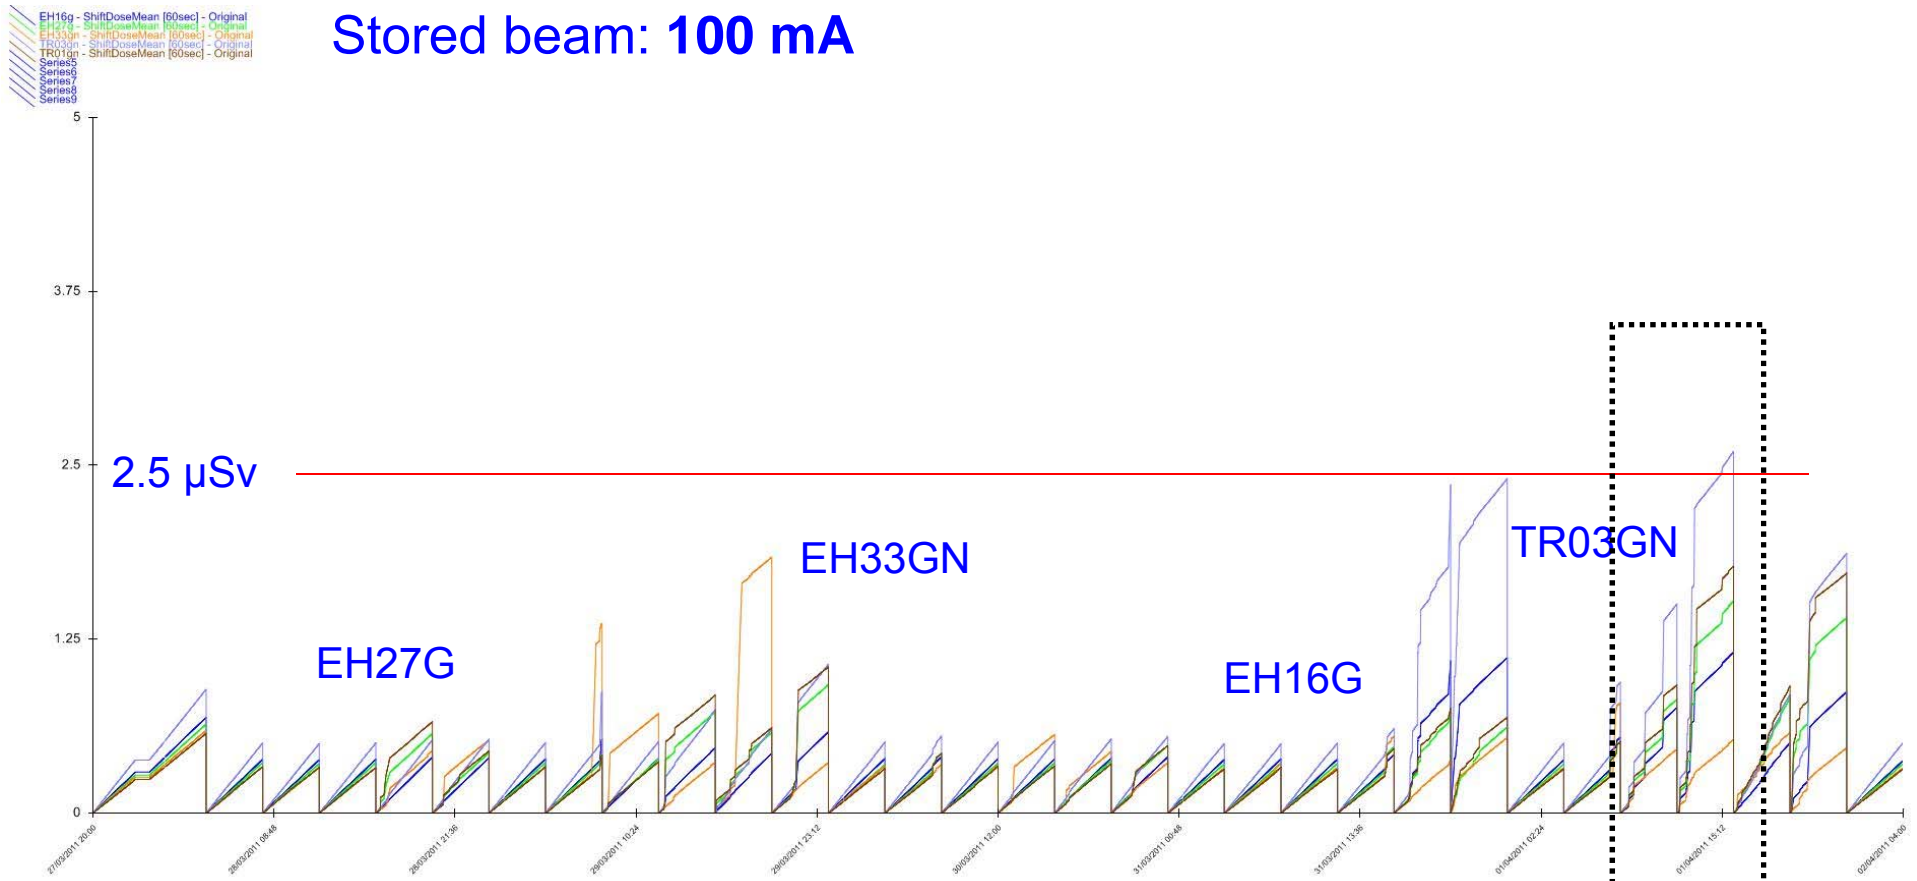 EH16g - ShiftDoseMean [60sec] - Original
EH27g - ShiftDoseMean [60sec] - Original
EH33gn - ShiftDoseMean [60sec] - Original
TR03gn - ShiftDoseMean [60sec] - Original
TR01gn - ShiftDoseMean [60sec] - Original
Series5
Series6
Series7
Series8
Series9
Stored beam: 100 mA
5
3.75
2.5
2.5 µSv
EH33GN
TR03GN
1.25
EH27G
EH16G
0
27/03/2011 20:00
28/03/2011 08:48
28/03/2011 21:36
29/03/2011 10:24
29/03/2011 23:12
30/03/2011 12:00
31/03/2011 00:48
31/03/2011 13:36
01/04/2011 02:24
01/04/2011 15:12
02/04/2011 04:00